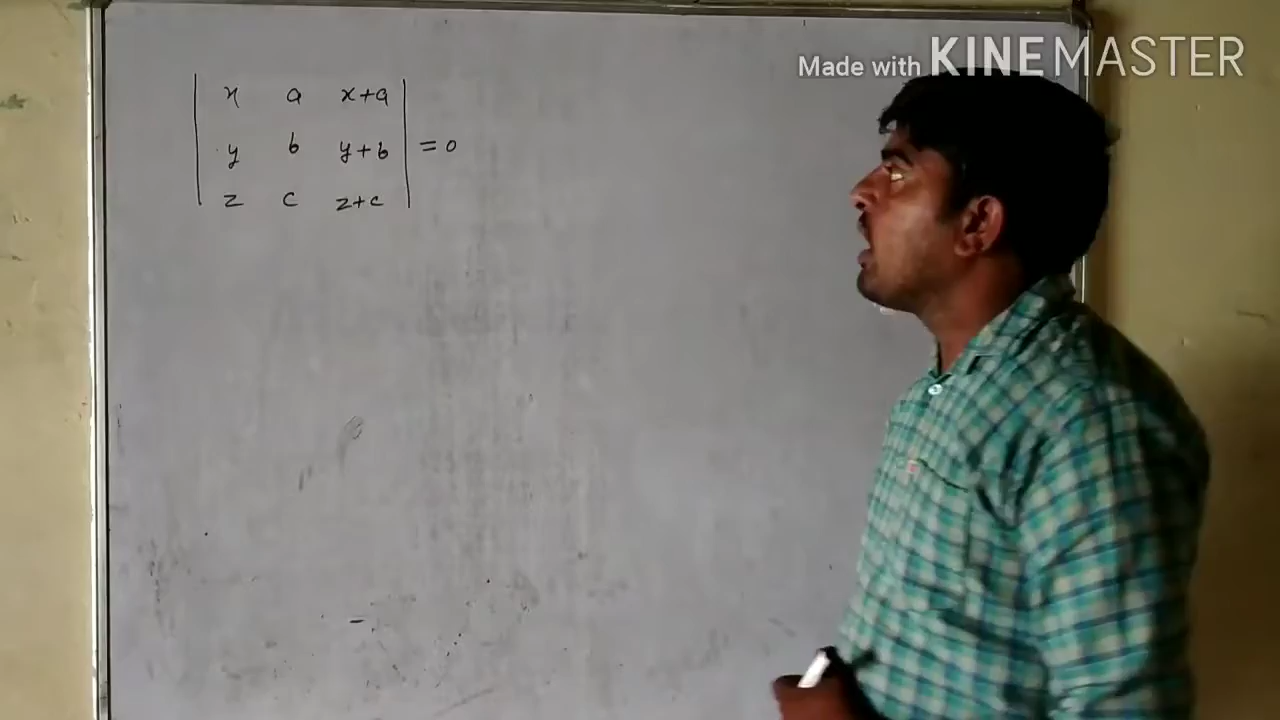 Made with KINEMASTER
| x a x+a |
| y b y+b | = 0
| z c z+c |